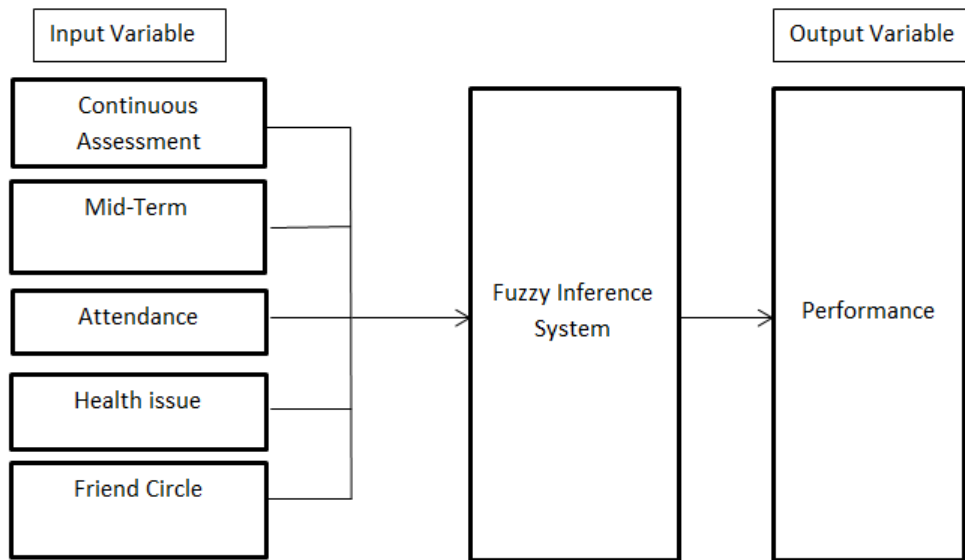 Input Variable
Output Variable
Continuous
Assessment
Mid-Term
Attendance
Health issue
Friend Circle
Fuzzy Inference
System
Performance